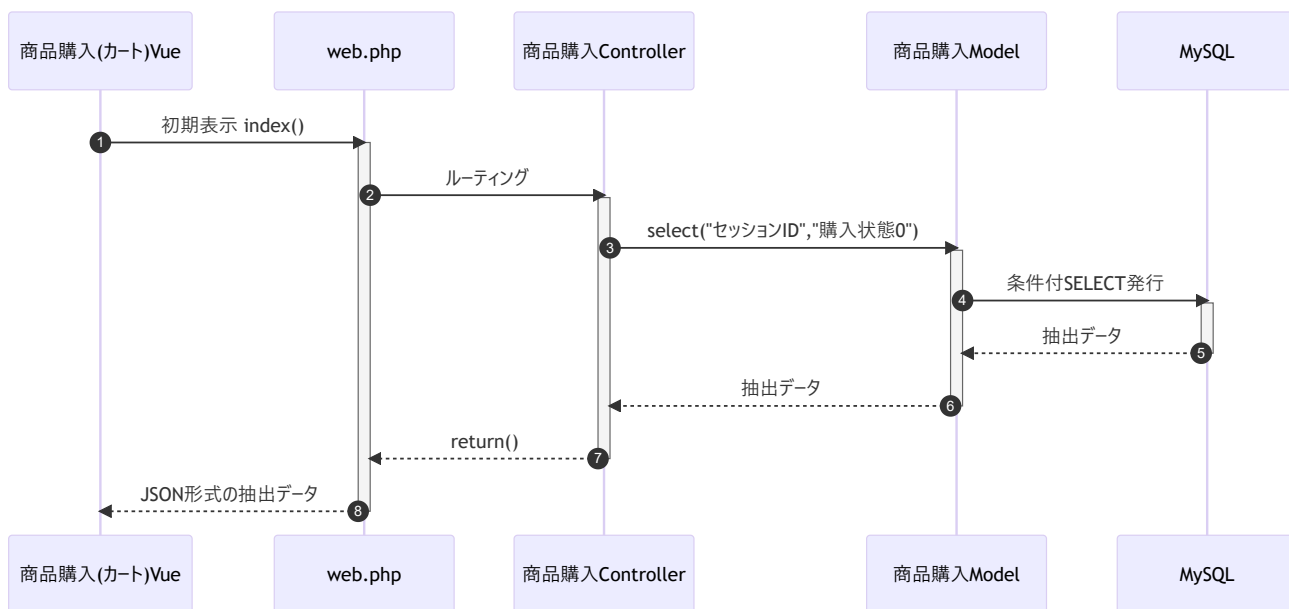 商品購入(カート)Vue
web.php
商品購入Controller
商品購入Model
MySQL
1
初期表示 index()
2
ルーティング
3
select("セッションID","購入状態0")
4
条件付SELECT発行
5
抽出データ
6
抽出データ
7
return()
8
JSON形式の抽出データ
商品購入(カート)Vue
web.php
商品購入Controller
商品購入Model
MySQL